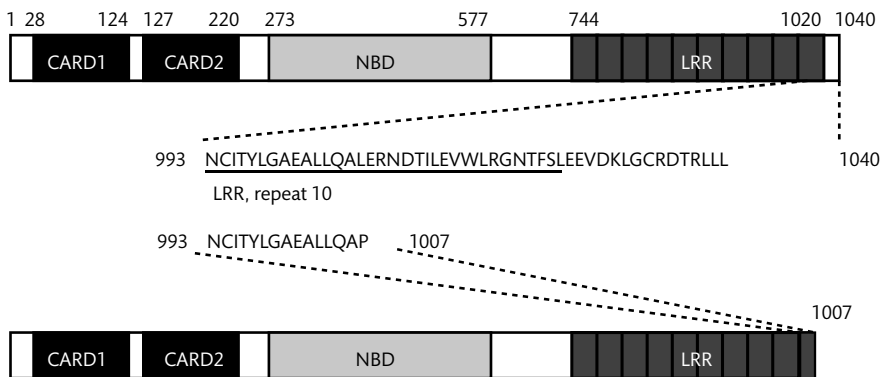 1 28 124 127 220 273 577 744 1020 1040
CARD1 CARD2 NBD LRR
993 NCITYLGAEALLQALERNDTILEVWLRGNTFSLEEVDKLGCRDTRLLL 1040
LRR, repeat 10
993 NCITYLGAEALLQAP 1007
1007
CARD1 CARD2 NBD LRR